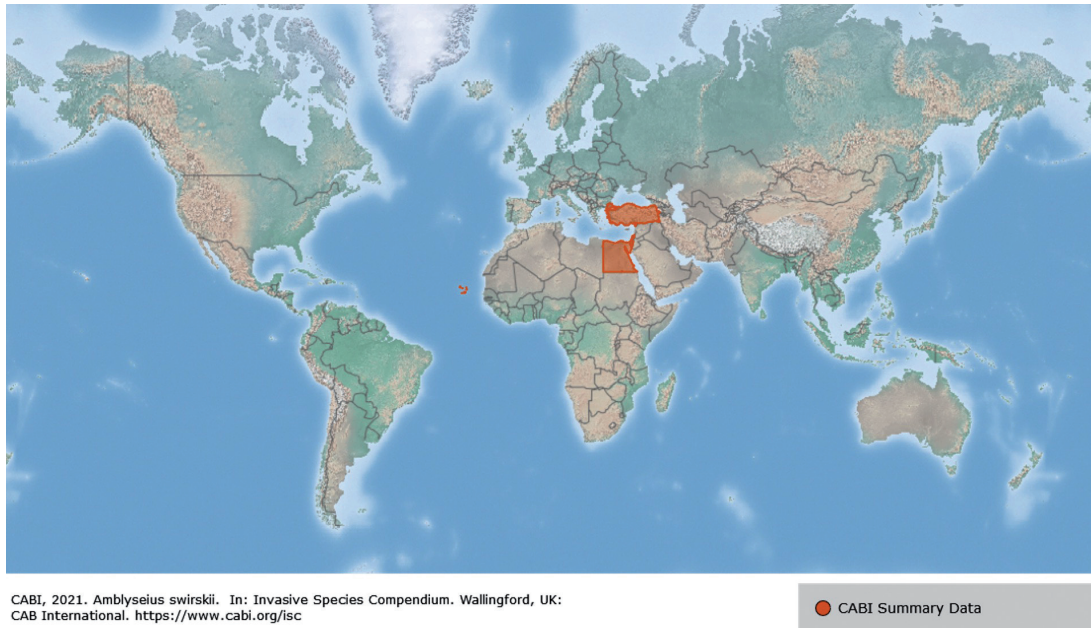 CABI, 2021. Amblyseius swirskii. In: Invasive Species Compendium. Wallingford, UK:
CAB International. https://www.cabi.org/isc
CABI Summary Data